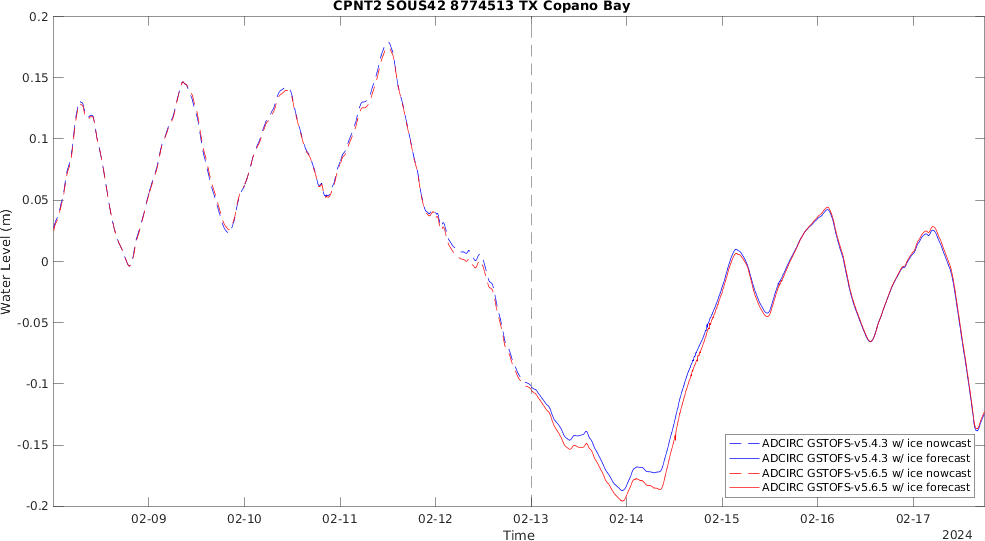 CPNT2 SOUS42 8774513 TX Copano Bay
0.2
0.15
0.1
0.05
0
-0.05
-0.1
-0.15
-0.2
Water Level (m)
ADCIRC GSTOFS-v5.4.3 w/ ice nowcast
ADCIRC GSTOFS-v5.4.3 w/ ice forecast
ADCIRC GSTOFS-v5.6.5 w/ ice nowcast
ADCIRC GSTOFS-v5.6.5 w/ ice forecast
02-09 02-10 02-11 02-12 02-13 02-14 02-15 02-16 02-17
Time
2024